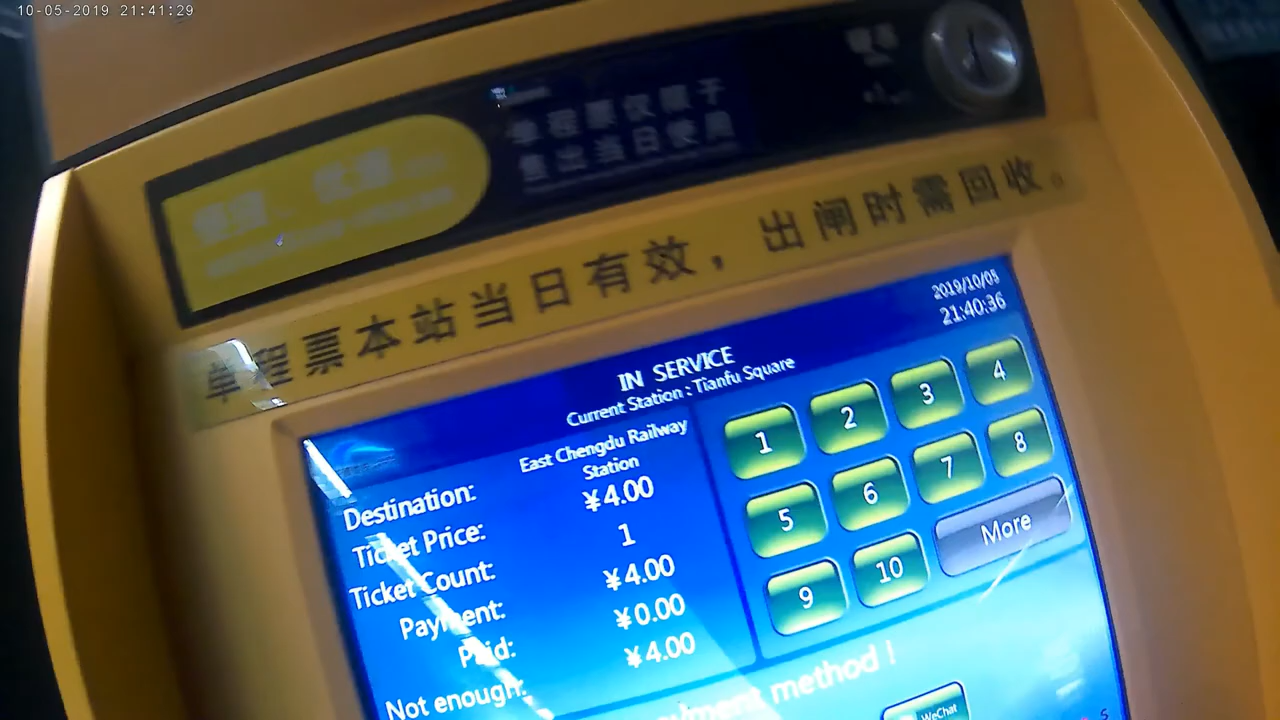 10-05-2019 21:41:29
单程票仅限于
售出当日使用
单程票本站当日有效，出闸时需回收。
2019/10/05
21:40:36
IN SERVICE
Current Station : Tianfu Square
Destination: East Chengdu Railway Station
Ticket Price: ¥4.00
Ticket Count: 1
Payment: ¥4.00
Paid: ¥0.00
Not enough: ¥4.00
1 2 3 4
5 6 7 8
9 10 More
payment method !
WeChat